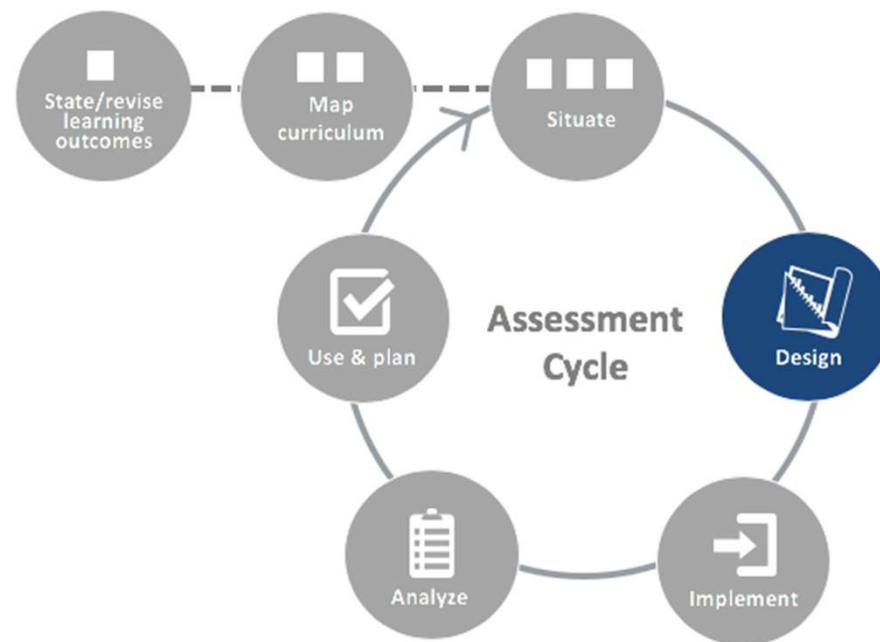 State/revise
learning
outcomes
Map
curriculum
Situate
Assessment
Cycle
Design
Use & plan
Analyze
Implement